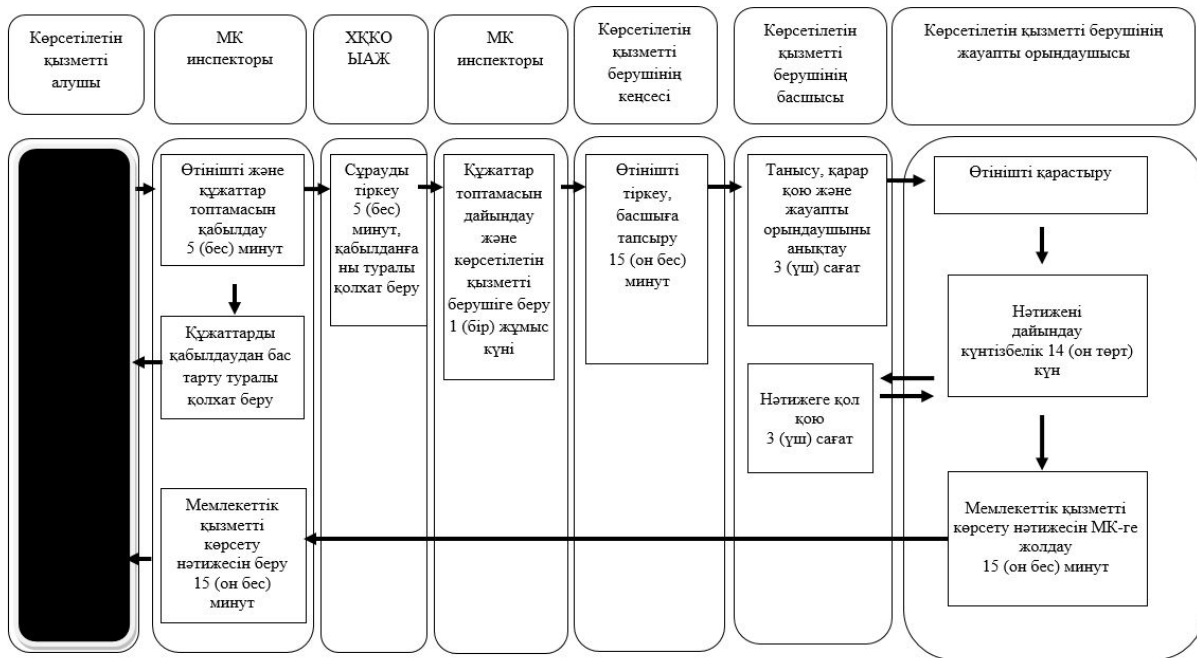 Көрсетілетін
қызметті
алушы
МК
инспекторы
ХҚКО
ЫАЖ
МК
инспекторы
Көрсетілетін
қызметті
берушінің
кеңсесі
Көрсетілетін
қызметті
берушінің
басшысы
Көрсетілетін қызметті берушінің
жауапты орындаушысы
Өтінішті және
құжаттар
топтамасын
қабылдау
5 (бес) минут
Сұрауды
тіркеу
5 (бес)
минут,
қабылданға
ны туралы
қолхат беру
Құжаттар
топтамасын
дайындау
және
көрсетілетін
қызметті
берушіге беру
1 (бір) жұмыс
күні
Өтінішті
тіркеу,
басшыға
тапсыру
15 (он бес)
минут
Танысу, қарар
қою және
жауапты
орындаушыны
анықтау
3 (үш) сағат
Өтінішті қарастыру
Құжаттарды
қабылдаудан бас
тарту туралы
қолхат беру
Нәтижені
дайындау
күнтізбелік 14 (он төрт)
күн
Нәтижеге қол
қою
3 (үш) сағат
Мемлекеттік
қызметті
көрсету
нәтижесін беру
15 (он бес)
минут
Мемлекеттік қызметті
көрсету нәтижесін МК-ге
жолдау
15 (он бес) минут